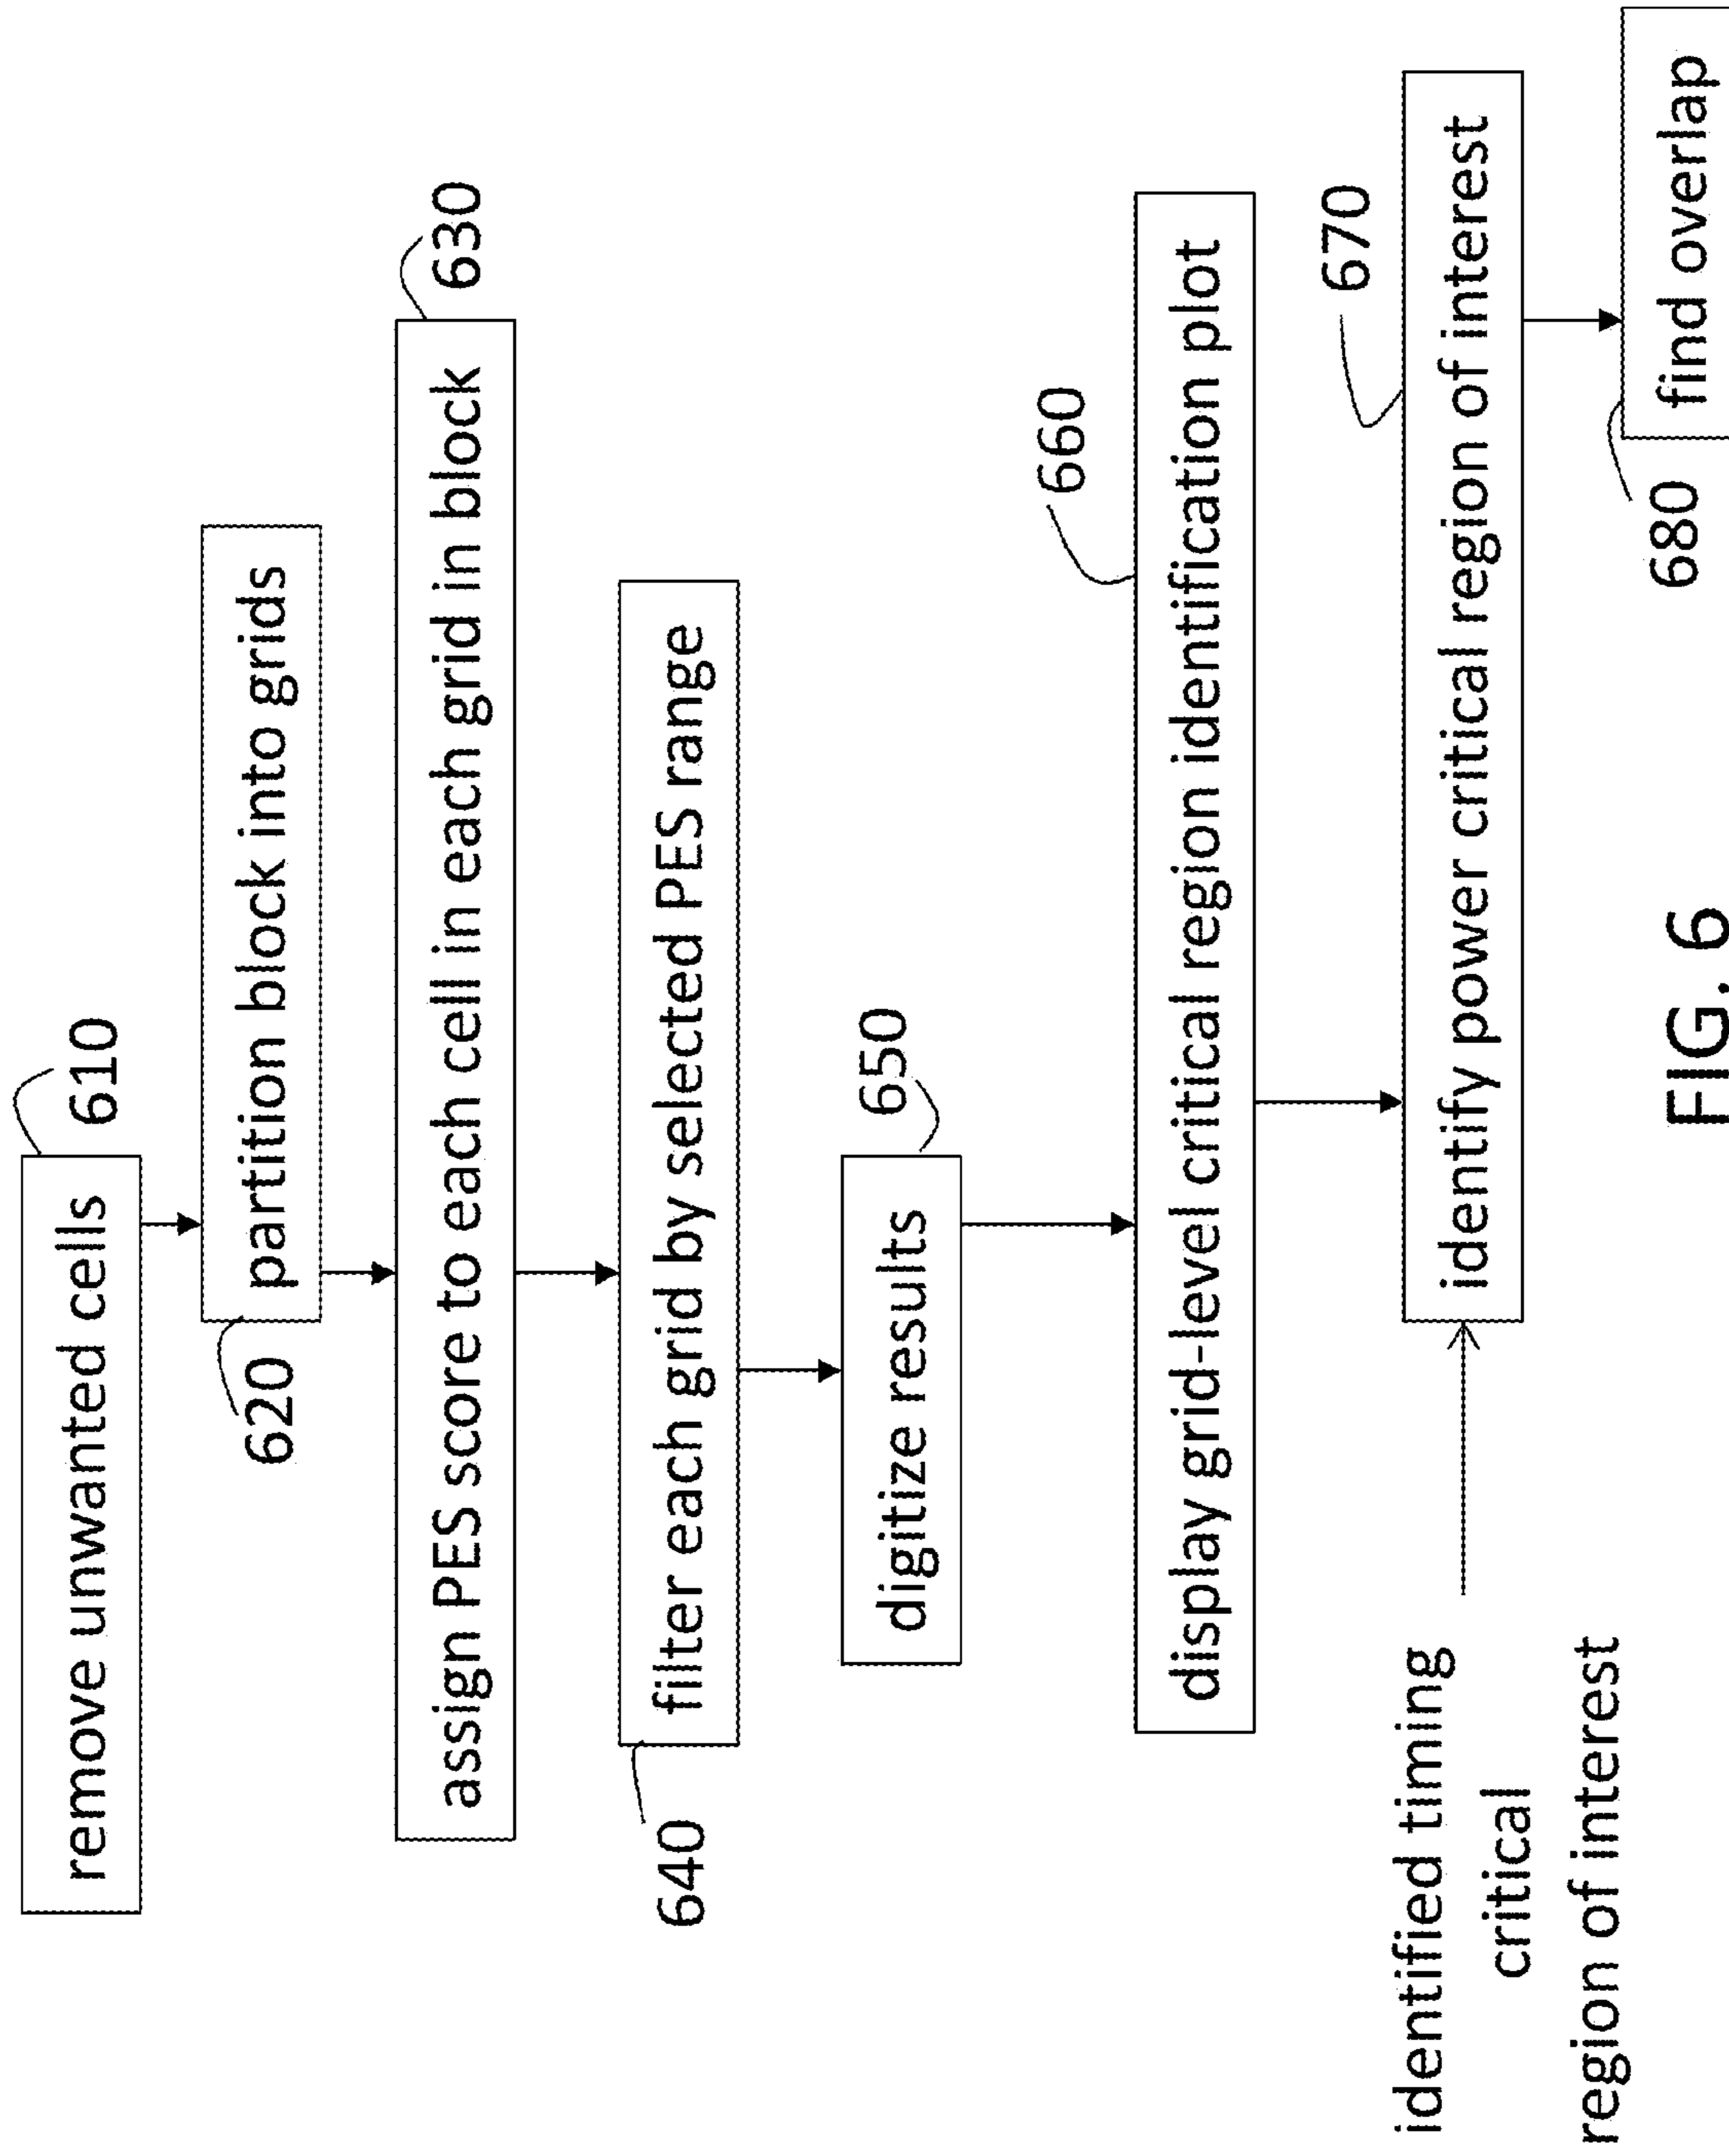 remove unwanted cells
610
partition block into grids
620
assign PES score to each cell in each grid in block
630
filter each grid by selected PES range
640
digitize results
650
display grid-level critical region identification plot
660
identified timing
critical
region of interest
identify power critical region of interest
670
find overlap
680
FIG. 6